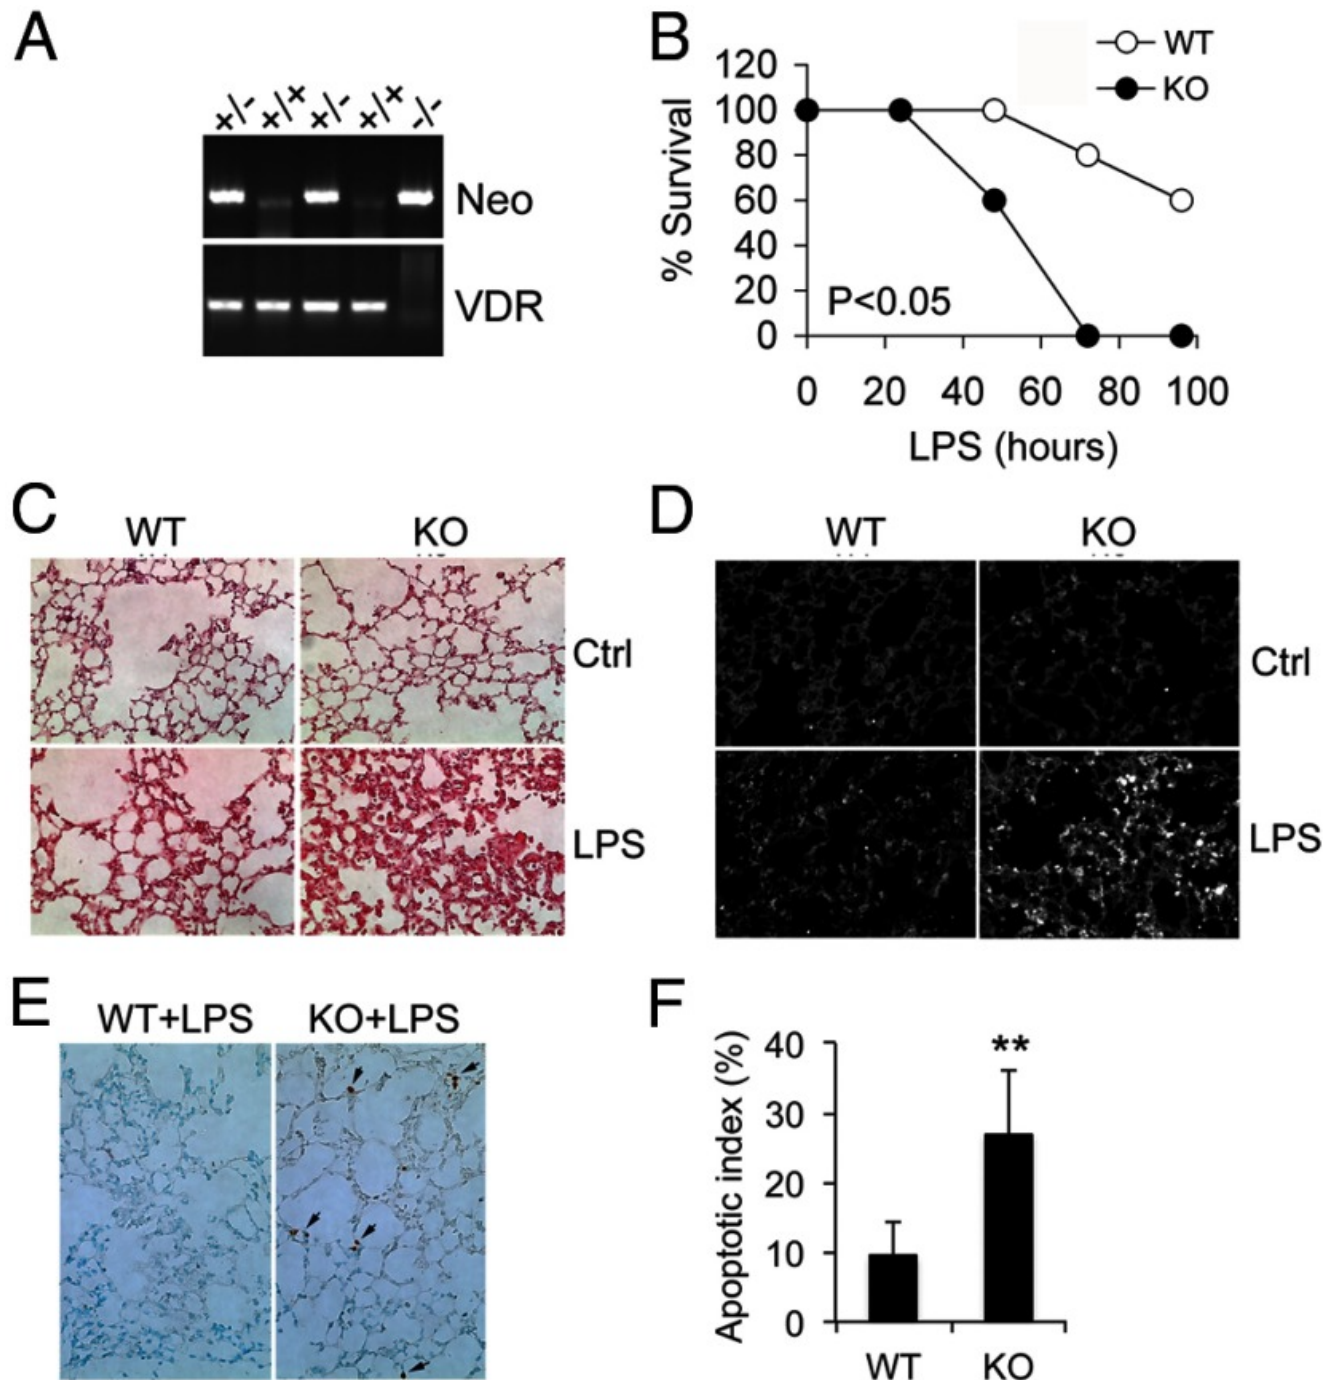 A
+/- +/+ +/- +/+ -/-
Neo
VDR
B
WT
KO
% Survival
120
100
80
60
40
20
0
P<0.05
0 20 40 60 80 100
LPS (hours)
C
WT KO
Ctrl
LPS
D
WT KO
Ctrl
LPS
E
WT+LPS KO+LPS
F
Apoptotic index (%)
40
30
20
10
0
**
WT KO